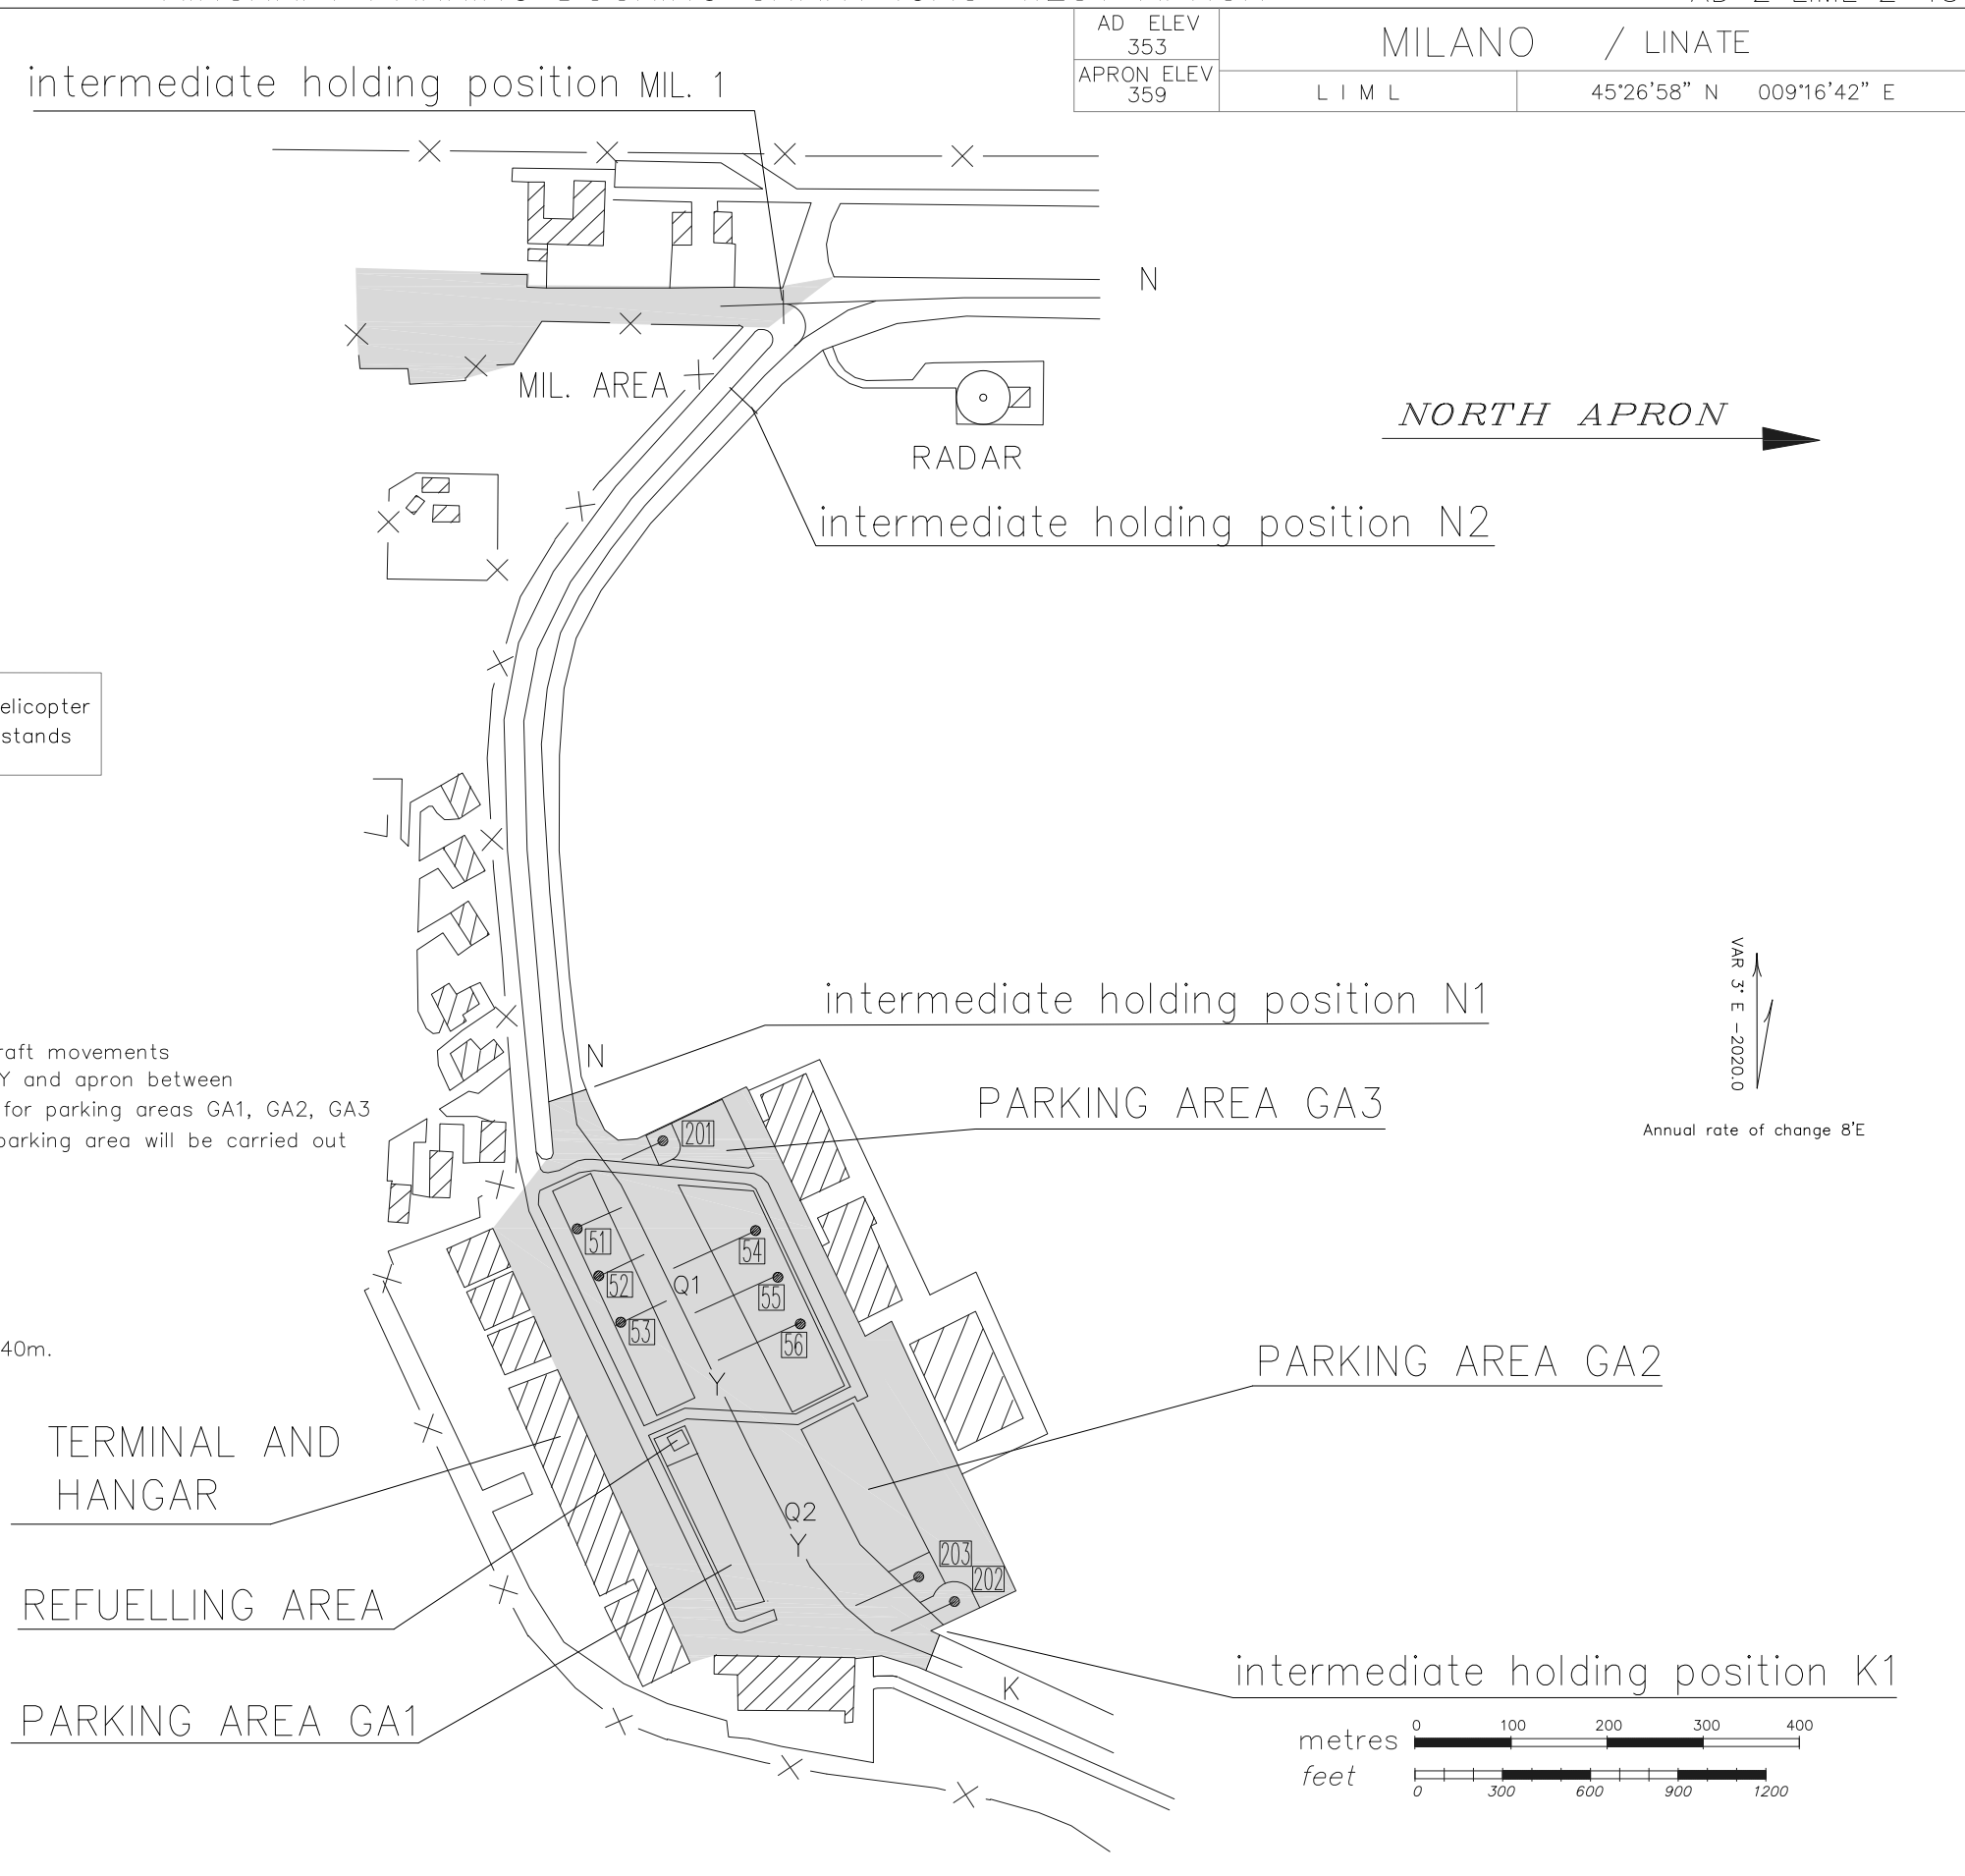 AD ELEV
353
APRON ELEV
359
MILANO / LINATE
L I M L
45°26'58" N 009°16'42" E
intermediate holding position MIL. 1
N
MIL. AREA
RADAR
NORTH APRON
intermediate holding position N2
elicopter
stands
VAR 3° E -2020.0
Annual rate of change 8'E
intermediate holding position N1
N
raft movements
Y and apron between
for parking areas GA1, GA2, GA3
parking area will be carried out
PARKING AREA GA3
201
51
52
53
Q1
54
55
56
Y
40m.
PARKING AREA GA2
TERMINAL AND
HANGAR
Q2
Y
203
202
REFUELLING AREA
PARKING AREA GA1
K
intermediate holding position K1
metres 0 100 200 300 400
feet 0 300 600 900 1200